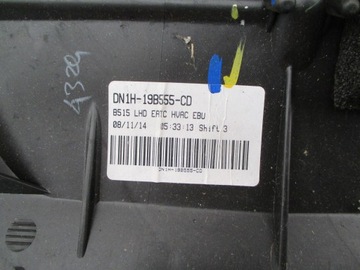 4324
DN1H-19B555-CD
B515 LHD EATC HVAC EBU
08/11/14 05:33:13 Shift 3
DN1H-19B555-CD